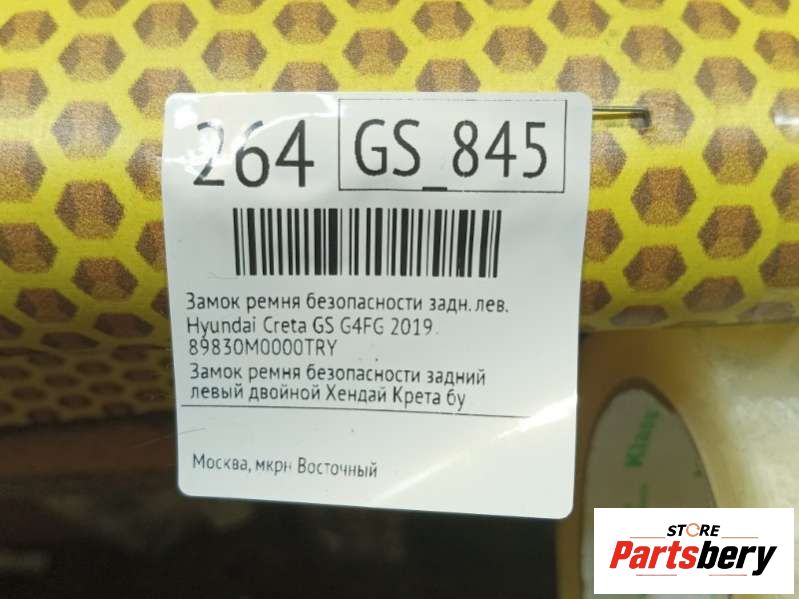 264 GS_845
Замок ремня безопасности задн. лев.
Hyundai Creta GS G4FG 2019
89830M0000TRY
Замок ремня безопасности задний
левый двойной Хендай Крета бу
Москва, мкрн Восточный
STORE
Partsbery